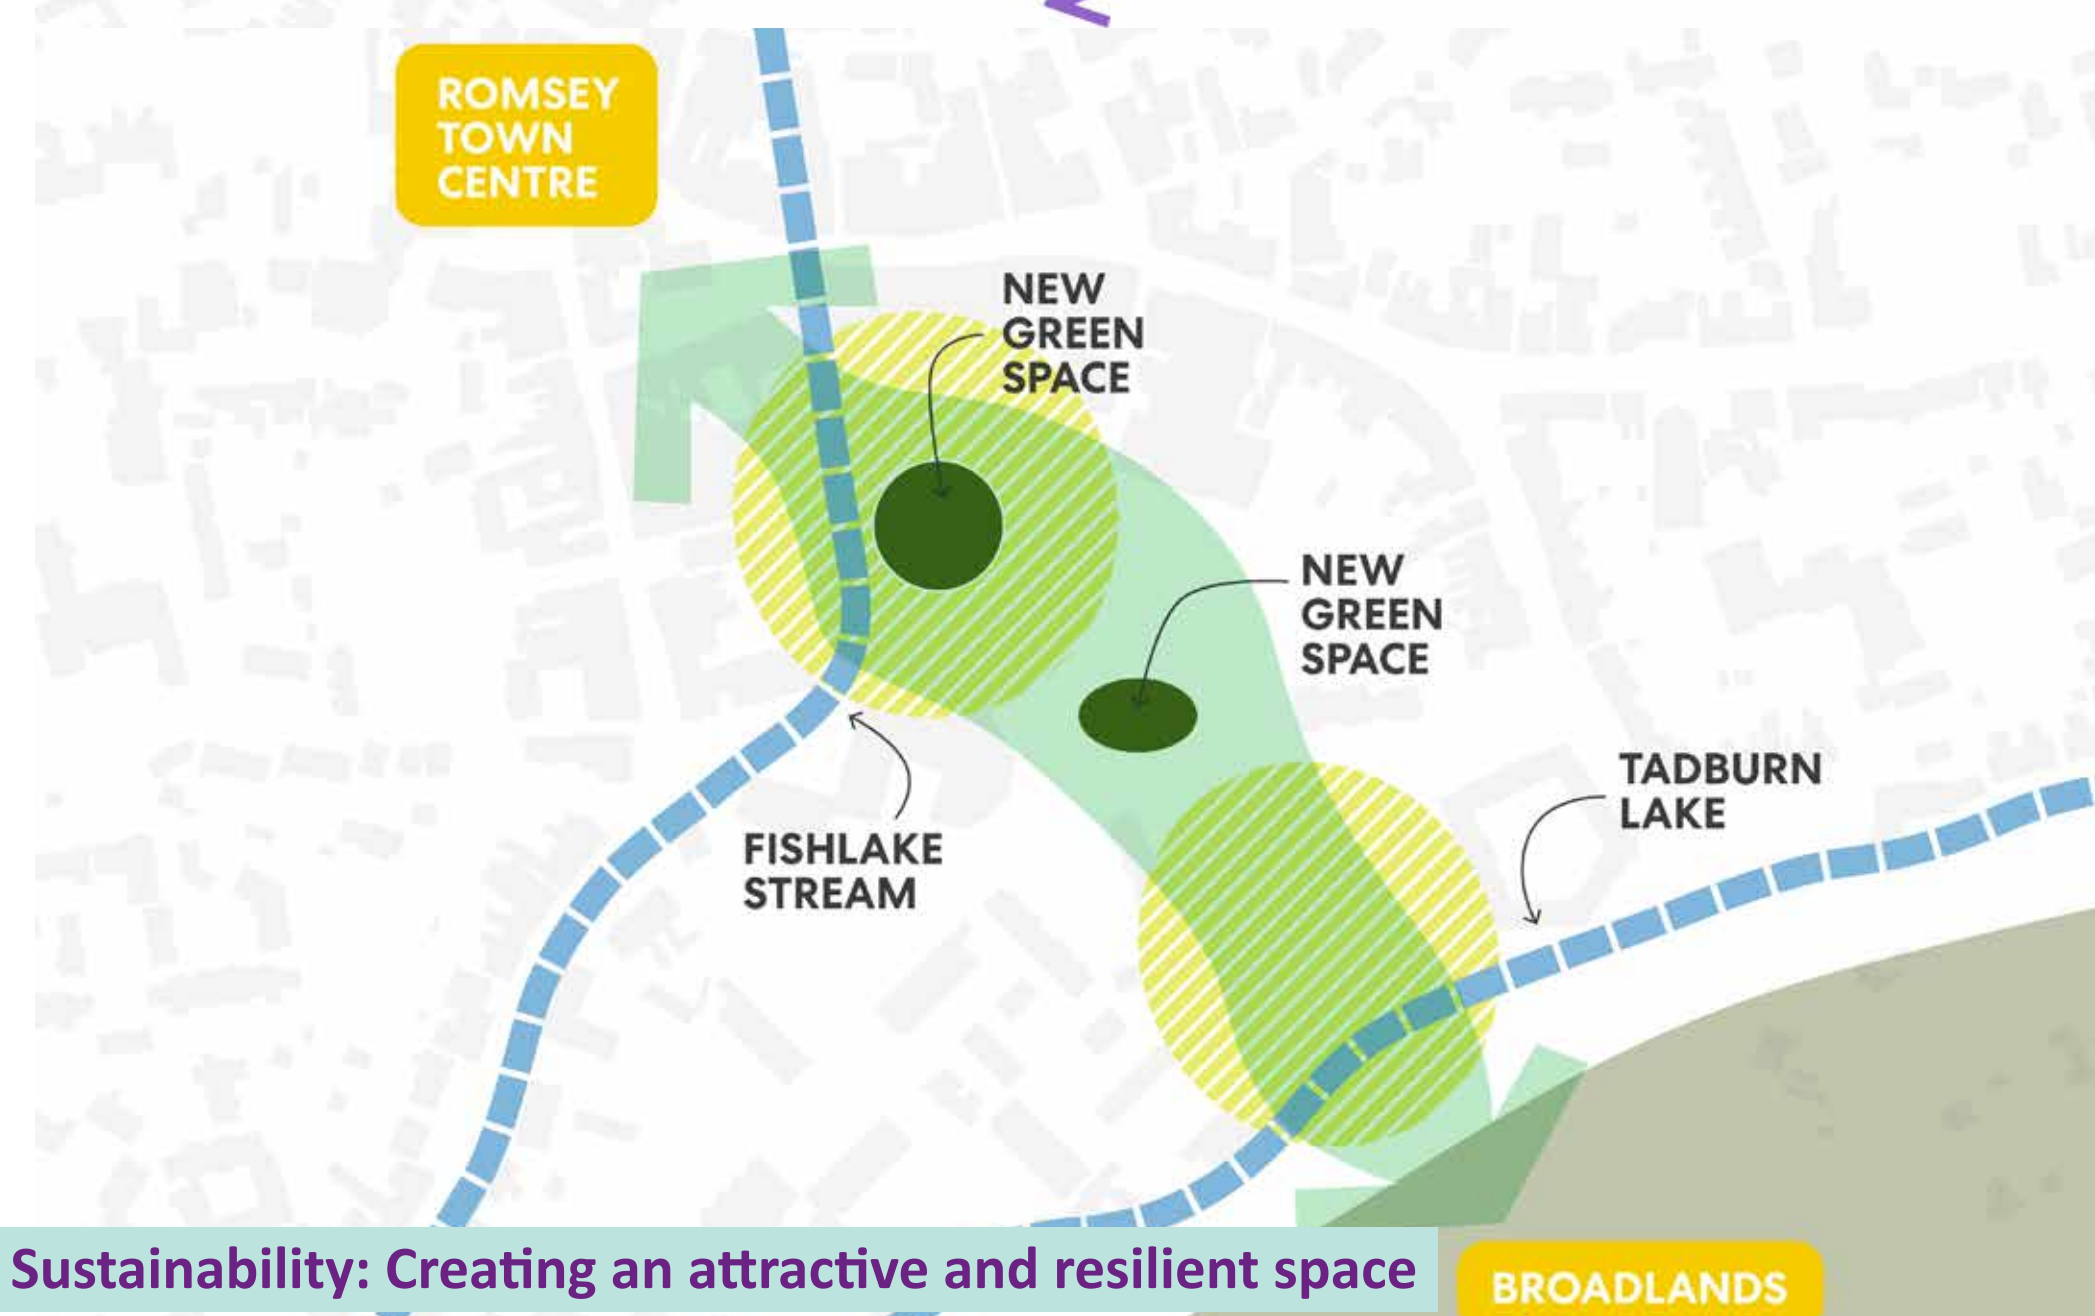 ROMSEY
TOWN
CENTRE
NEW
GREEN
SPACE
NEW
GREEN
SPACE
TADBURN
LAKE
FISHLAKE
STREAM
Sustainability: Creating an attractive and resilient space
BROADLANDS